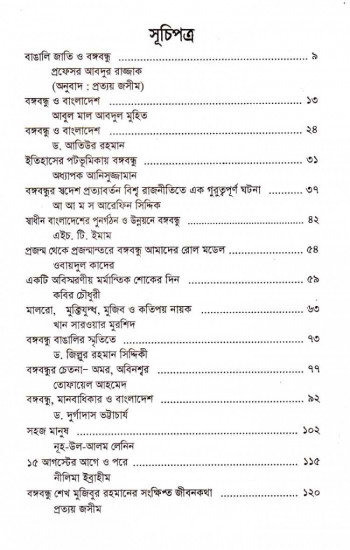 সূচিপত্র
বাঙালি জাতি ও বঙ্গবন্ধু ........ ৯
প্রফেসর আবদুর রাজ্জাক
(অনুবাদ : প্রত্যয় জসীম)
বঙ্গবন্ধু ও বাংলাদেশ ........ ১৩
আবুল মাল আবদুল মুহিত
বঙ্গবন্ধু ও বাংলাদেশ ........ ২৪
ড. আতিউর রহমান
ইতিহাসের পটভূমিকায় বঙ্গবন্ধু ........ ৩১
অধ্যাপক আনিসুজ্জামান
বঙ্গবন্ধুর স্বদেশ প্রত্যাবর্তন বিশ্ব রাজনীতিতে এক গুরুত্বপূর্ণ ঘটনা ........ ৩৭
আ আ ম স আরেফিন সিদ্দিক
স্বাধীন বাংলাদেশের পুনর্গঠন ও উন্নয়নে বঙ্গবন্ধু ........ ৪২
এইচ. টি. ইমাম
প্রজন্ম থেকে প্রজন্মান্তরে বঙ্গবন্ধু আমাদের রোল মডেল ........ ৫৪
ওবায়দুল কাদের
একটি অবিস্মরণীয় মর্মান্তিক শোকের দিন ........ ৫৯
কবির চৌধুরী
মালরো, মুক্তিযুদ্ধ, মুজিব ও কতিপয় নায়ক ........ ৬৩
খান সারওয়ার মুরশিদ
বঙ্গবন্ধু বাঙালির স্মৃতিতে ........ ৭৩
ড. জিল্লুর রহমান সিদ্দিকী
বঙ্গবন্ধুর চেতনা– অমর, অবিনশ্বর ........ ৭৭
তোফায়েল আহমেদ
বঙ্গবন্ধু, মানবাধিকার ও বাংলাদেশ ........ ৯২
ড. দুর্গাদাস ভট্টাচার্য
সহজ মানুষ ........ ১০২
নূহ-উল-আলম লেনিন
১৫ আগস্টের আগে ও পরে ........ ১১৫
নীলিমা ইব্রাহীম
বঙ্গবন্ধু শেখ মুজিবুর রহমানের সংক্ষিপ্ত জীবনকথা ........ ১২০
প্রত্যয় জসীম